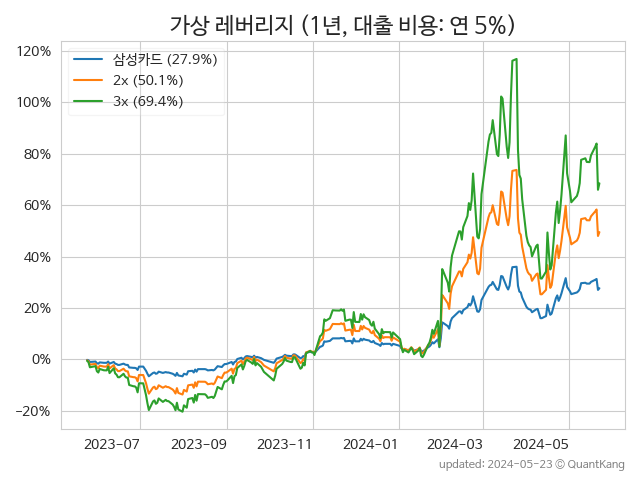 가상 레버리지 (1년, 대출 비용: 연 5%)
120%
100%
80%
60%
40%
20%
0%
−20%
삼성카드 (27.9%)
2x (50.1%)
3x (69.4%)
2023-07
2023-09
2023-11
2024-01
2024-03
2024-05
updated: 2024-05-23 © QuantKang